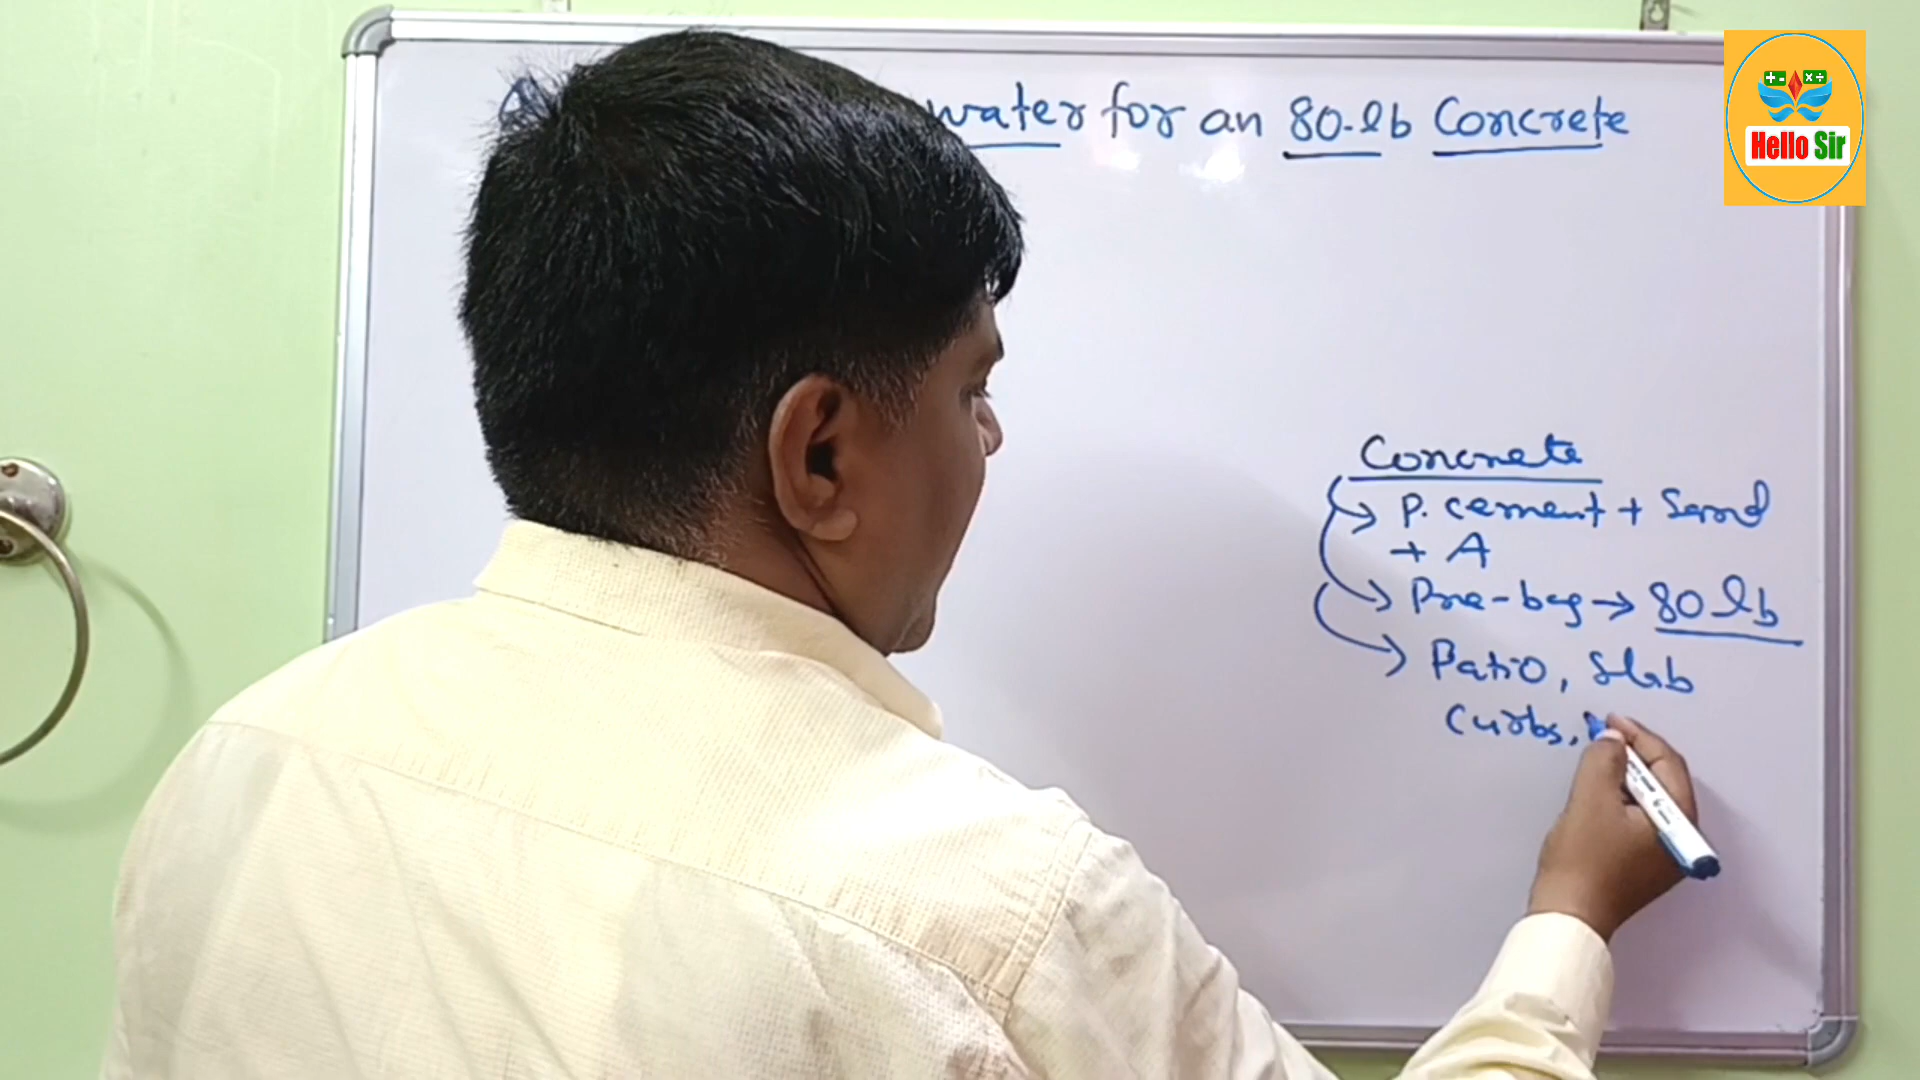 water for an 80-lb Concrete
+ - × ÷
Hello Sir
Concrete
→ P. cement + Sand
+ A
→ Pre-bag → 80 lb
→ Patio, Slab
Curbs,